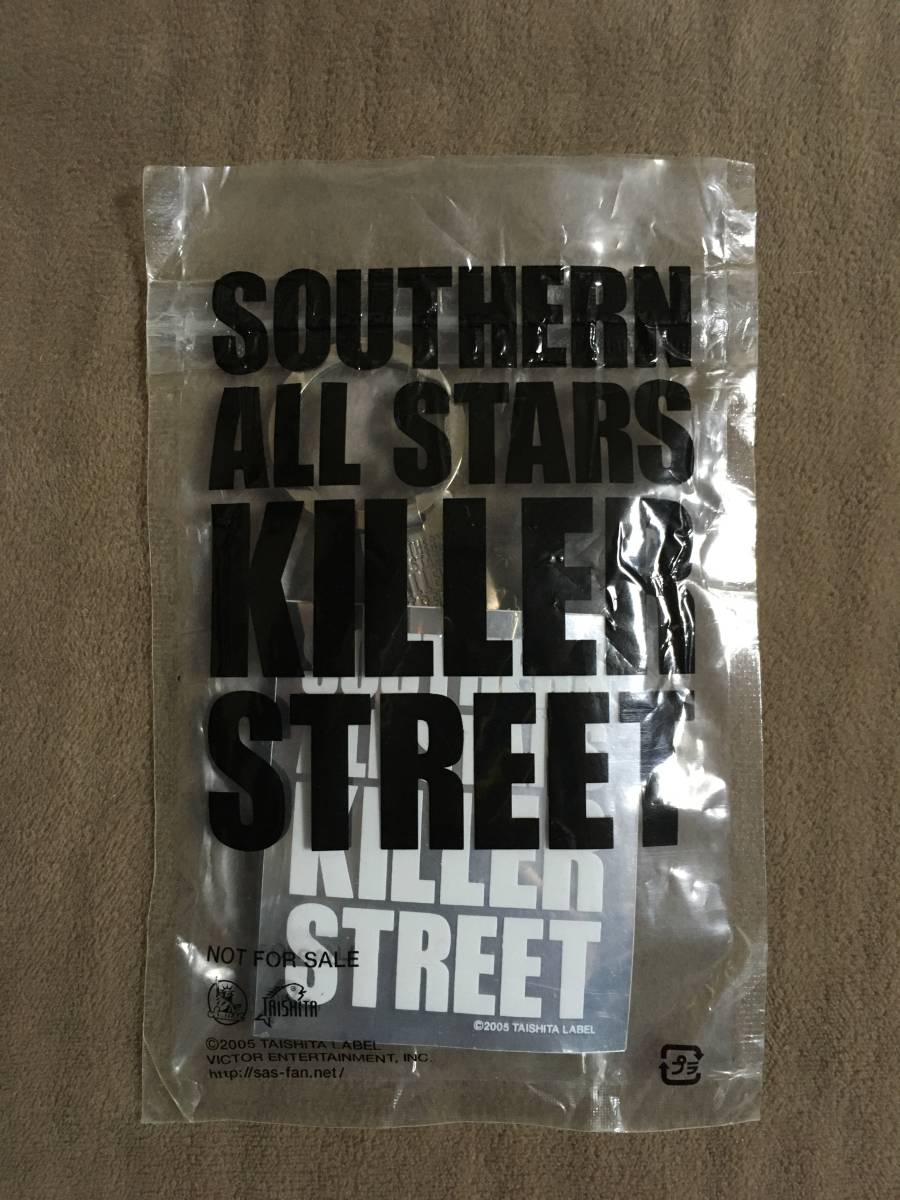 SOUTHERN
ALL STARS
KILLER
STREET
KILLER
STREET
©2005 TAISHITA LABEL
NOT FOR SALE
TAISHITA
©2005 TAISHITA LABEL
VICTOR ENTERTAINMENT, INC.
http://sas-fan.net/
プラ